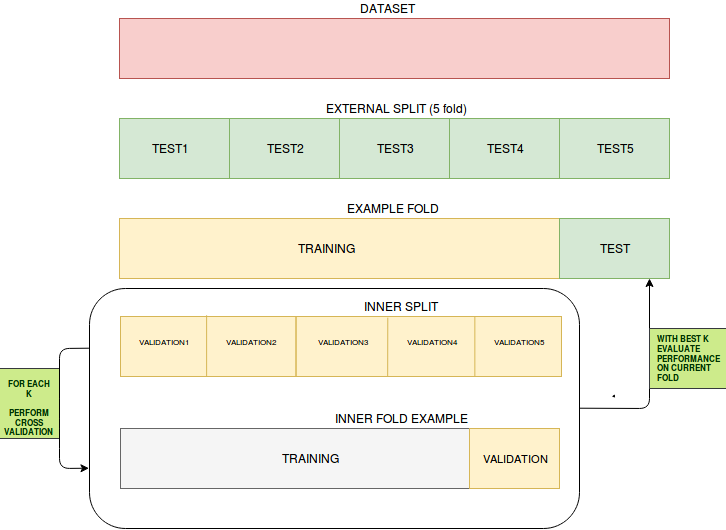 DATASET
EXTERNAL SPLIT (5 fold)
TEST1 TEST2 TEST3 TEST4 TEST5
EXAMPLE FOLD
TRAINING TEST
INNER SPLIT
VALIDATION1 VALIDATION2 VALIDATION3 VALIDATION4 VALIDATION5
WITH BEST K
EVALUATE
PERFORMANCE
ON CURRENT
FOLD
FOR EACH
K
PERFORM
CROSS
VALIDATION
INNER FOLD EXAMPLE
TRAINING VALIDATION